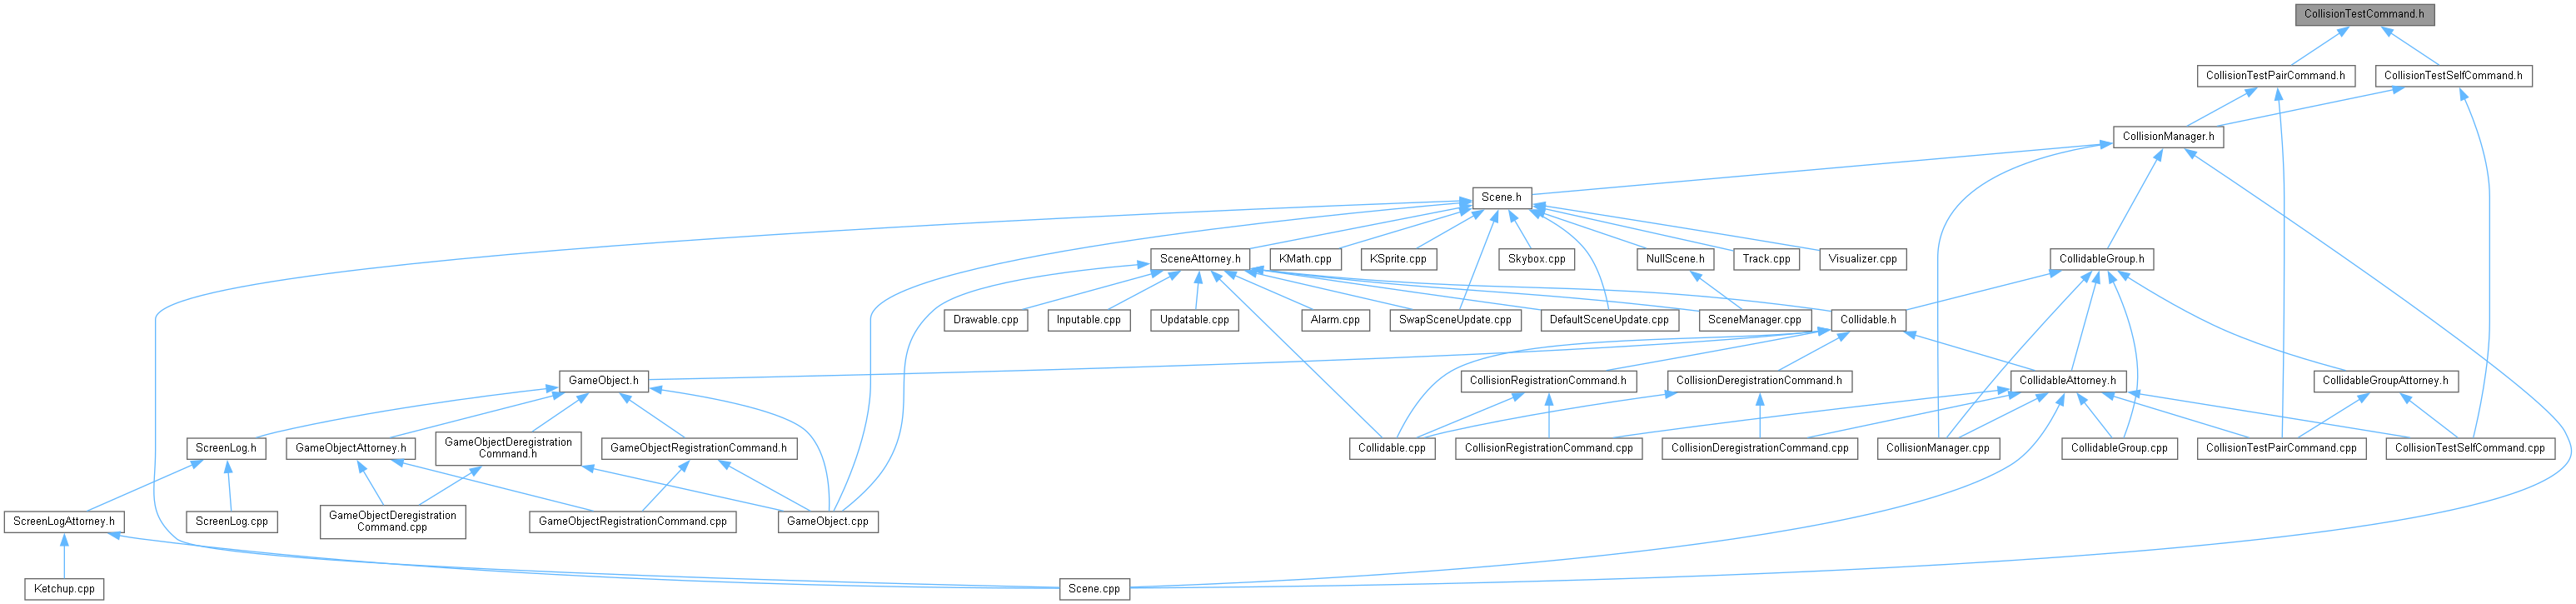 CollisionTestCommand.h
CollisionTestPairCommand.h
CollisionTestSelfCommand.h
CollisionManager.h
Scene.h
SceneAttorney.h
KMath.cpp
KSprite.cpp
Skybox.cpp
NullScene.h
Track.cpp
Visualizer.cpp
CollidableGroup.h
Drawable.cpp
Inputable.cpp
Updatable.cpp
Alarm.cpp
SwapSceneUpdate.cpp
DefaultSceneUpdate.cpp
SceneManager.cpp
Collidable.h
GameObject.h
CollisionRegistrationCommand.h
CollisionDeregistrationCommand.h
CollidableAttorney.h
CollidableGroupAttorney.h
ScreenLog.h
GameObjectAttorney.h
GameObjectDeregistration
Command.h
GameObjectRegistrationCommand.h
Collidable.cpp
CollisionRegistrationCommand.cpp
CollisionDeregistrationCommand.cpp
CollisionManager.cpp
CollidableGroup.cpp
CollisionTestPairCommand.cpp
CollisionTestSelfCommand.cpp
ScreenLogAttorney.h
ScreenLog.cpp
GameObjectDeregistration
Command.cpp
GameObjectRegistrationCommand.cpp
GameObject.cpp
Ketchup.cpp
Scene.cpp